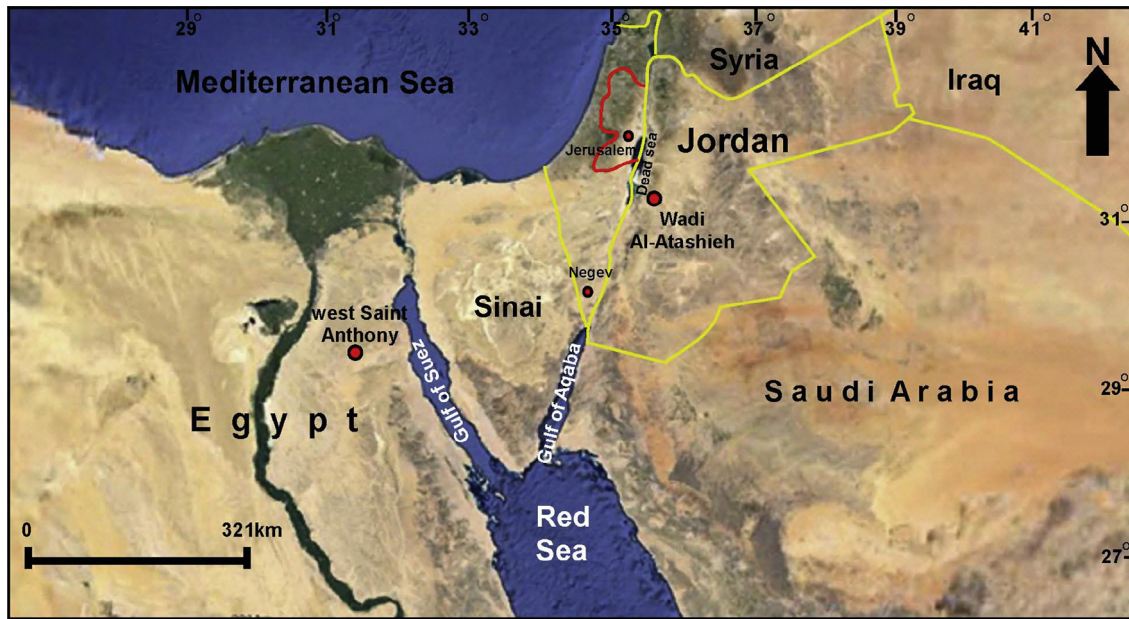 29° 31° 33° 35° 37° 39° 41°
Mediterranean Sea
Syria
Iraq
N
Jerusalem
Jordan
Dead sea
Wadi
Al-Atashieh
31°
Negev
Sinai
west Saint
Anthony
Gulf of Suez
Gulf of Aqaba
Saudi Arabia
29°
Egypt
Red
Sea
0 321km
27°